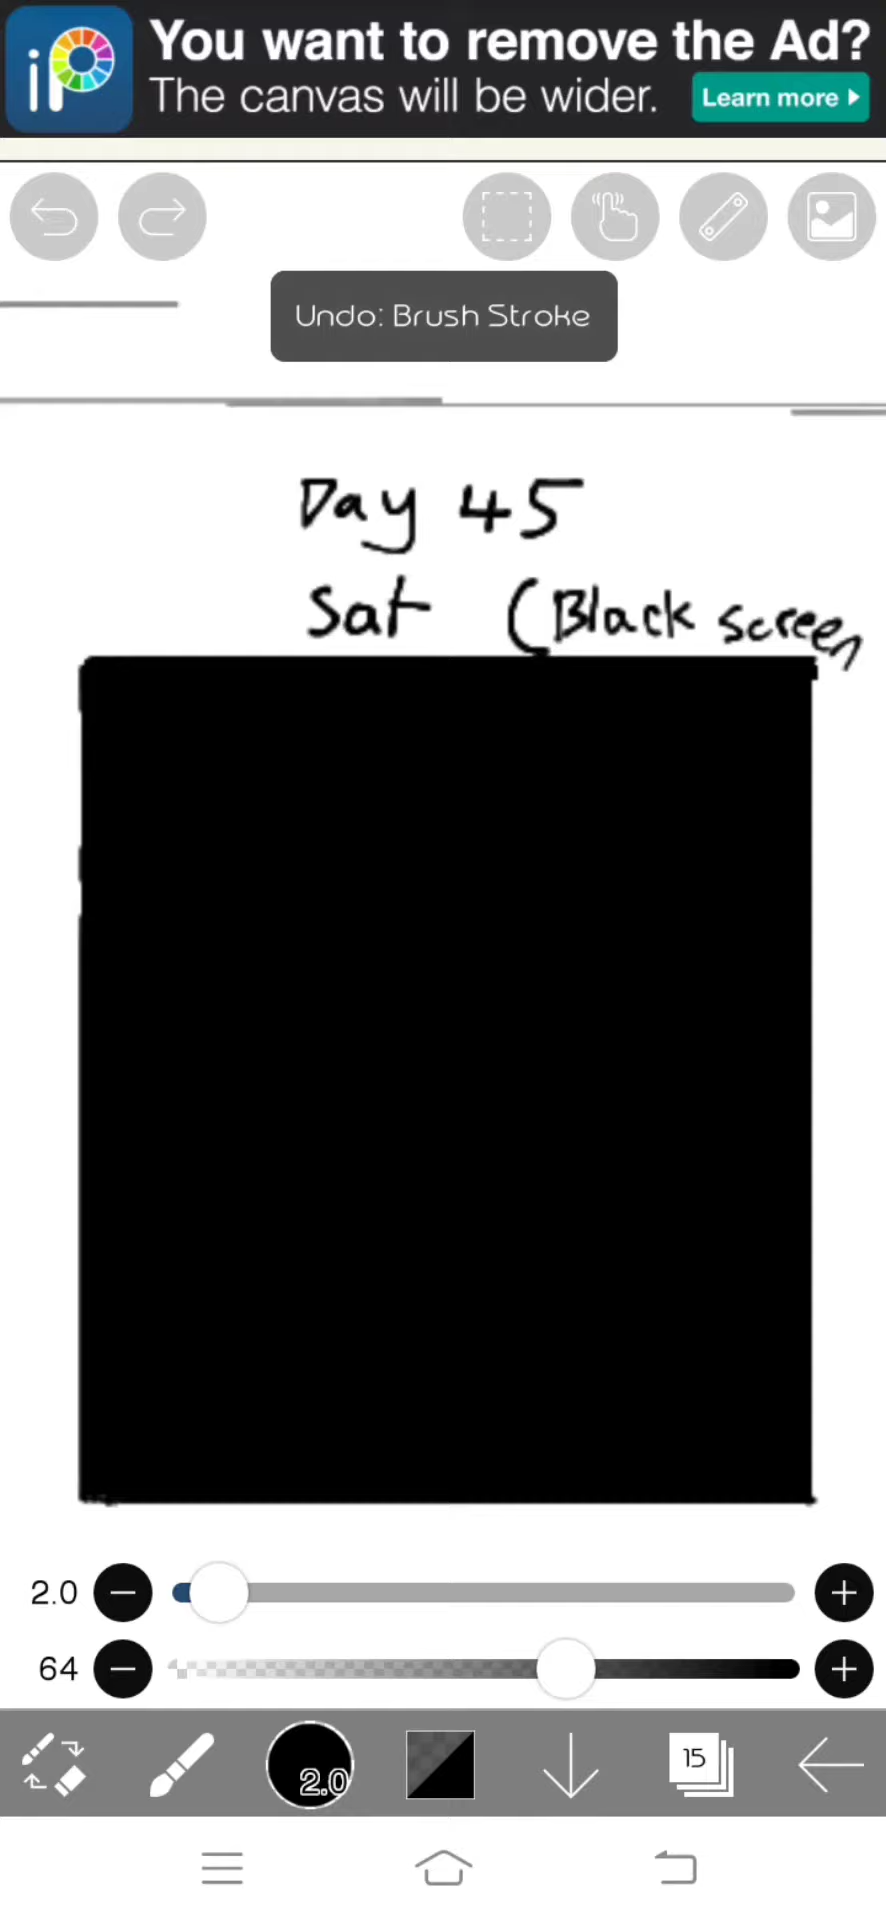 You want to remove the Ad?
The canvas will be wider.
Learn more
Undo: Brush Stroke
Day 45
Sat (Black screen
2.0
64
2.0
15